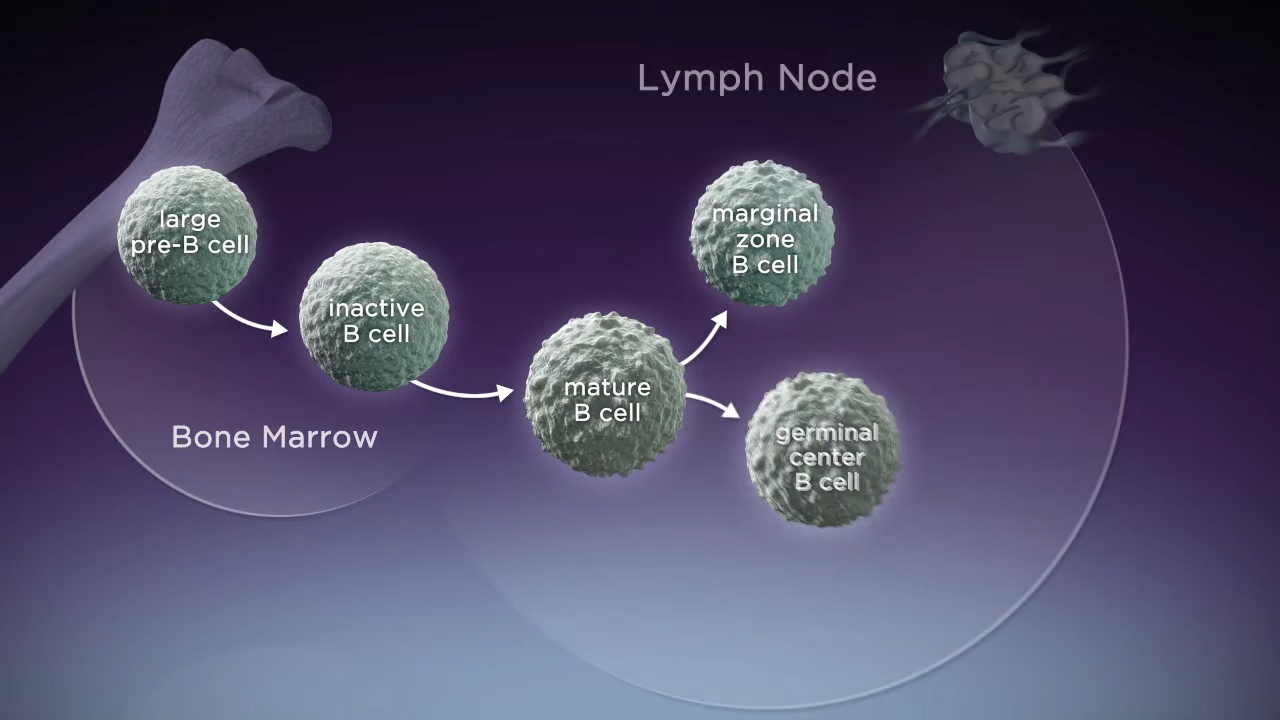 Lymph Node
large
pre-B cell
inactive
B cell
Bone Marrow
mature
B cell
marginal
zone
B cell
germinal
center
B cell